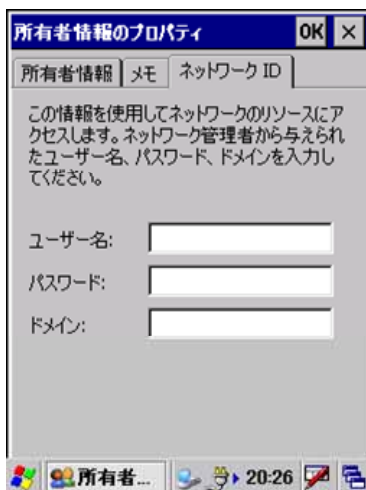 所有者情報のプロパティ OK ×
所有者情報 メモ ネットワーク ID
この情報を使用してネットワークのリソースにア
クセスします。ネットワーク管理者から与えられ
たユーザー名、パスワード、ドメインを入力し
てください。
ユーザー名:
パスワード:
ドメイン:
所有者... 20:26